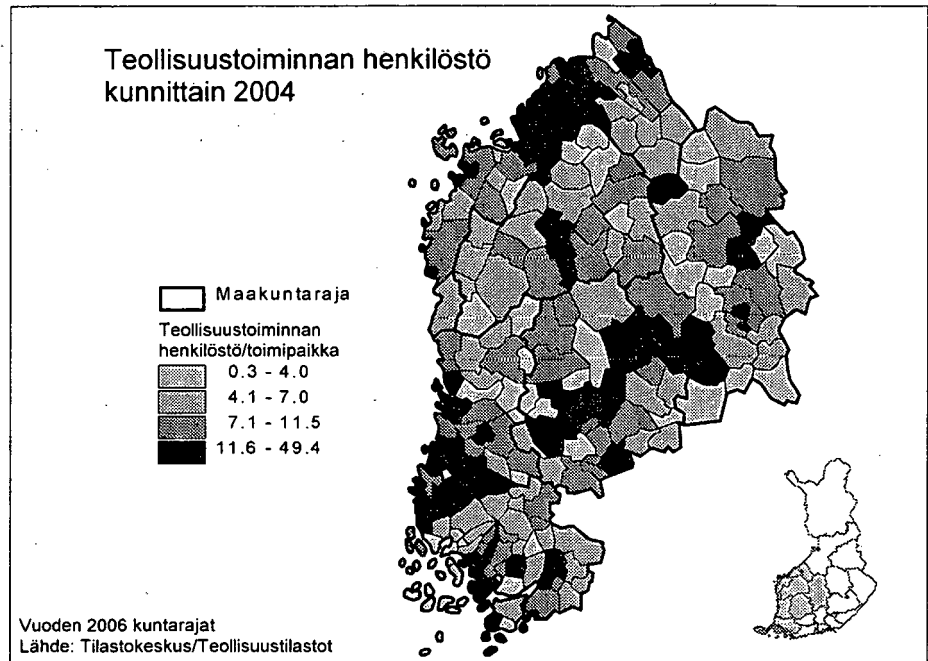 Teollisuustoiminnan henkilöstö
kunnittain 2004
Maakuntaraja
Teollisuustoiminnan
henkilöstö/toimipaikka
0.3 - 4.0
4.1 - 7.0
7.1 - 11.5
11.6 - 49.4
Vuoden 2006 kuntarajat
Lähde: Tilastokeskus/Teollisuustilastot